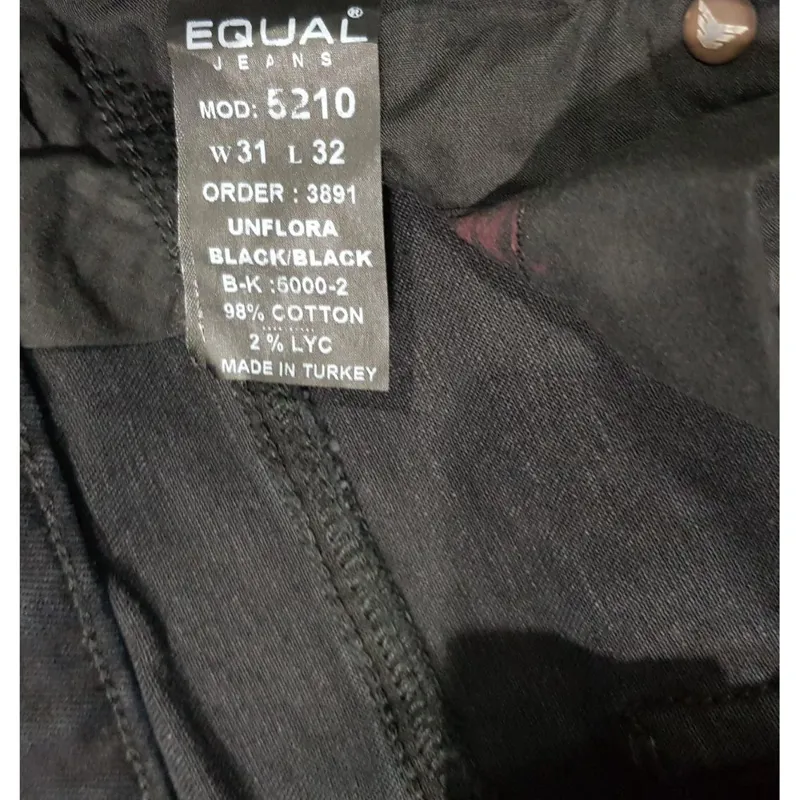 EQUAL®
JEANS
MOD: 5210
W31 L 32
ORDER : 3891
UNFLORA
BLACK/BLACK
B-K :5000-2
98% COTTON
2 % LYC
MADE IN TURKEY